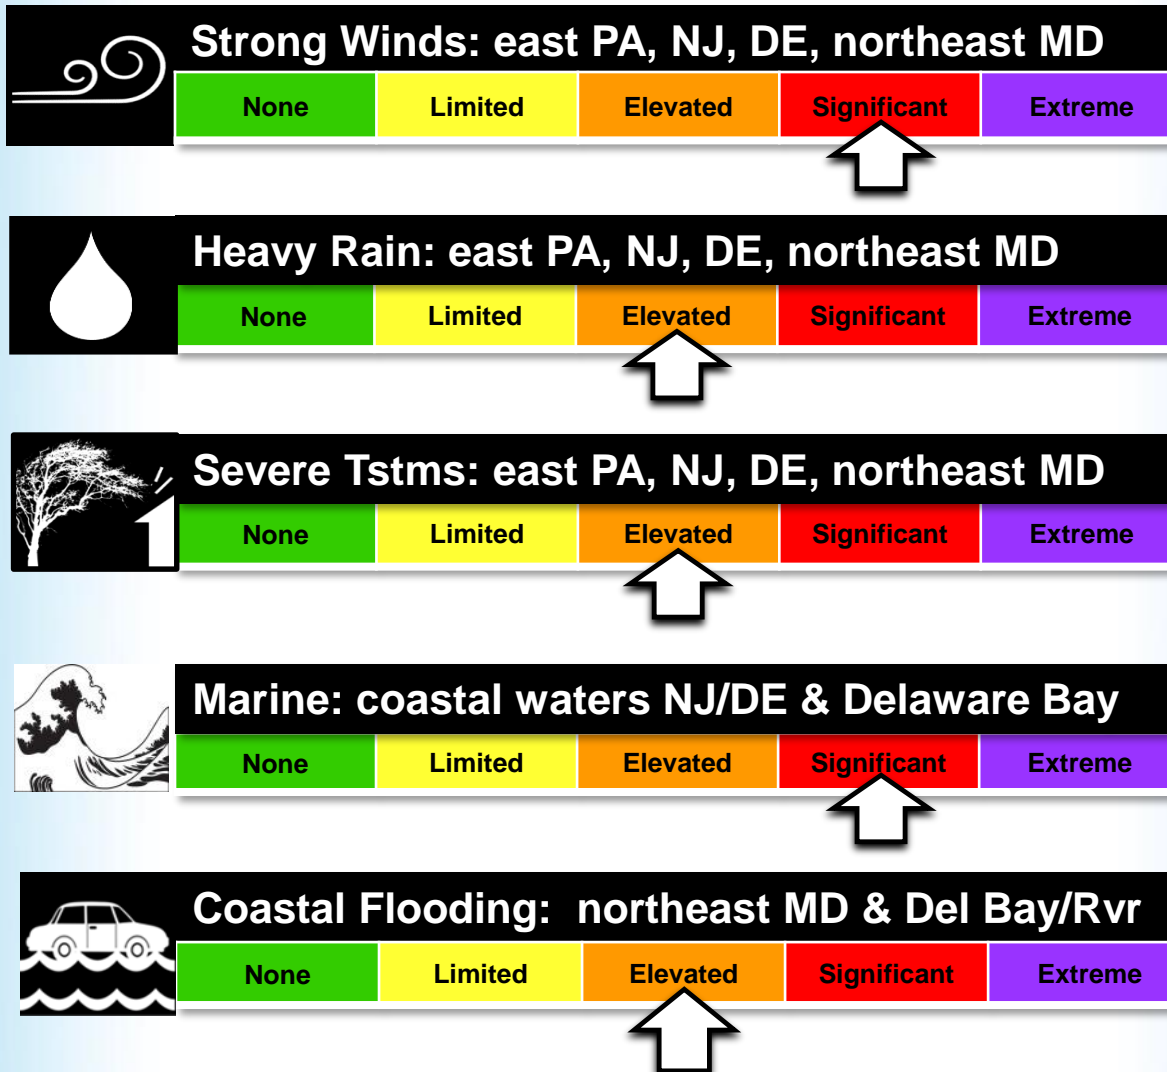 Strong Winds: east PA, NJ, DE, northeast MD
None Limited Elevated Significant Extreme
Heavy Rain: east PA, NJ, DE, northeast MD
None Limited Elevated Significant Extreme
Severe Tstms: east PA, NJ, DE, northeast MD
None Limited Elevated Significant Extreme
Marine: coastal waters NJ/DE & Delaware Bay
None Limited Elevated Significant Extreme
Coastal Flooding: northeast MD & Del Bay/Rvr
None Limited Elevated Significant Extreme